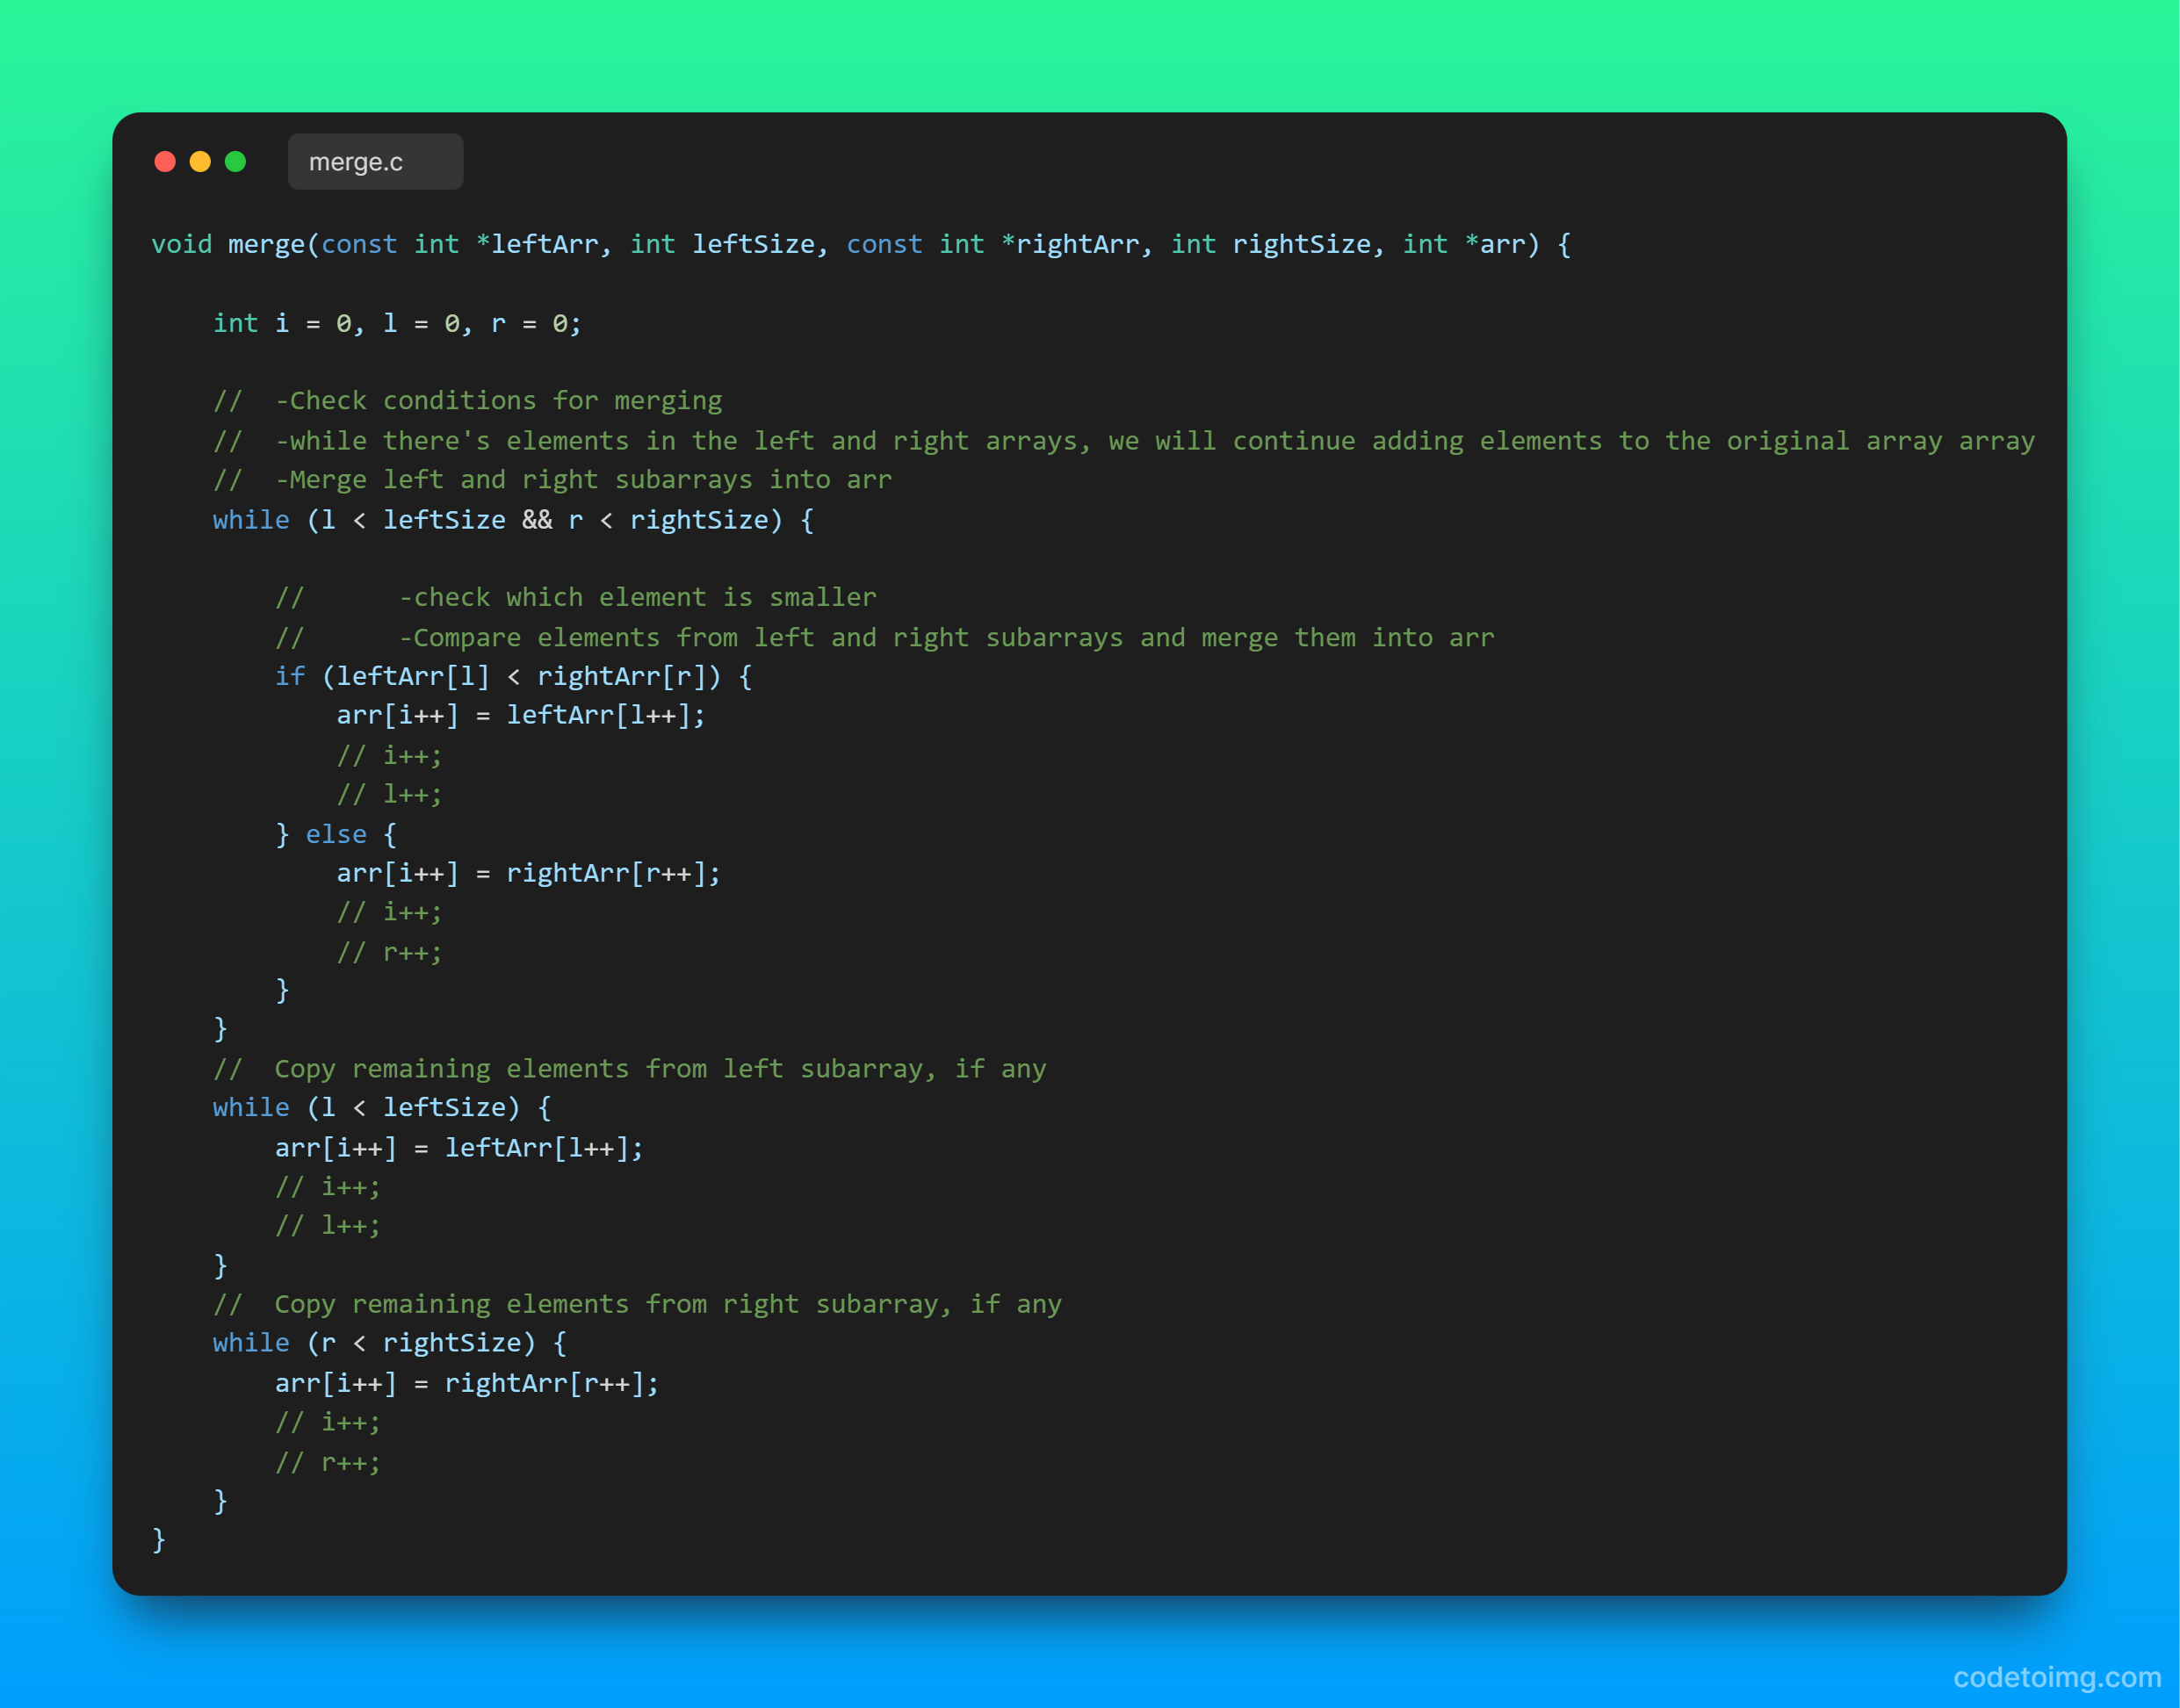 merge.c
void merge(const int *leftArr, int leftSize, const int *rightArr, int rightSize, int *arr) {
    int i = 0, l = 0, r = 0;
    //  -Check conditions for merging
    //  -while there's elements in the left and right arrays, we will continue adding elements to the original array array
    //  -Merge left and right subarrays into arr
    while (l < leftSize && r < rightSize) {
        //      -check which element is smaller
        //      -Compare elements from left and right subarrays and merge them into arr
        if (leftArr[l] < rightArr[r]) {
            arr[i++] = leftArr[l++];
            // i++;
            // l++;
        } else {
            arr[i++] = rightArr[r++];
            // i++;
            // r++;
        }
    }
    //  Copy remaining elements from left subarray, if any
    while (l < leftSize) {
        arr[i++] = leftArr[l++];
        // i++;
        // l++;
    }
    //  Copy remaining elements from right subarray, if any
    while (r < rightSize) {
        arr[i++] = rightArr[r++];
        // i++;
        // r++;
    }
}
codetoimg.com